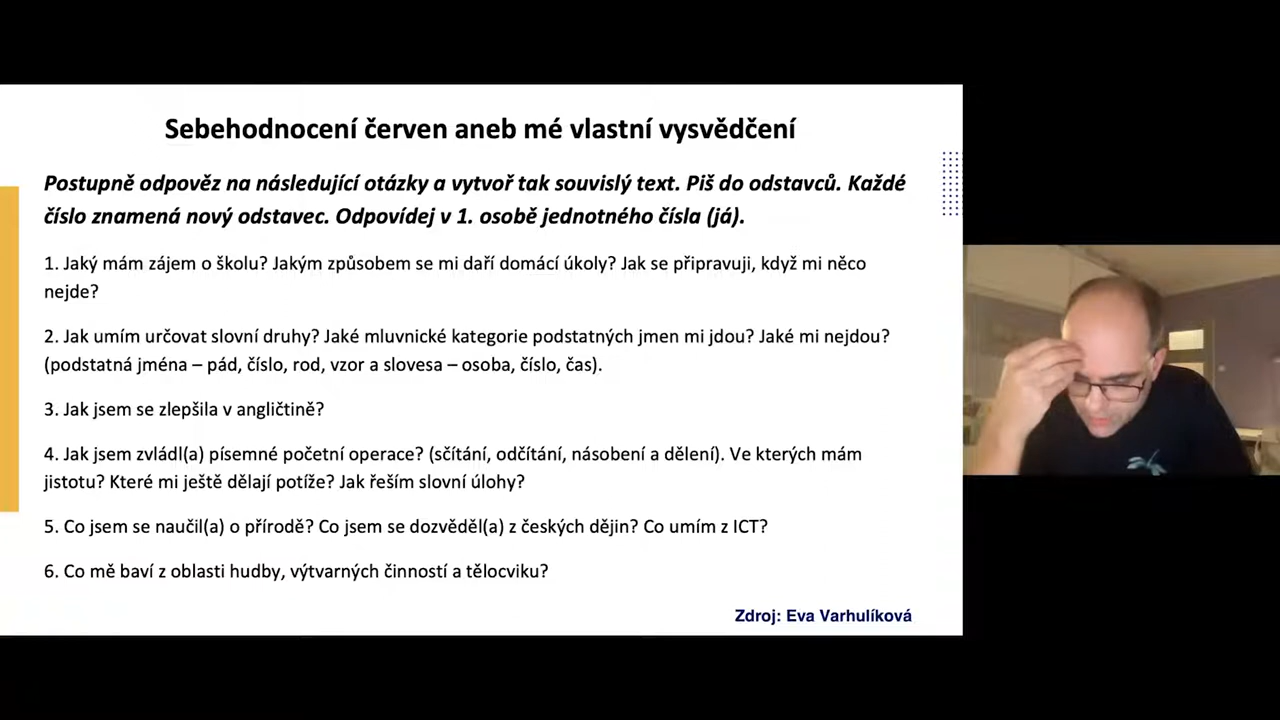 Sebehodnocení červen aneb mé vlastní vysvědčení
Postupně odpověz na následující otázky a vytvoř tak souvislý text. Piš do odstavců. Každé
číslo znamená nový odstavec. Odpovídej v 1. osobě jednotného čísla (já).
1. Jaký mám zájem o školu? Jakým způsobem se mi daří domácí úkoly? Jak se připravuji, když mi něco
nejde?
2. Jak umím určovat slovní druhy? Jaké mluvnické kategorie podstatných jmen mi jdou? Jaké mi nejdou?
(podstatná jména – pád, číslo, rod, vzor a slovesa – osoba, číslo, čas).
3. Jak jsem se zlepšila v angličtině?
4. Jak jsem zvládl(a) písemné početní operace? (sčítání, odčítání, násobení a dělení). Ve kterých mám
jistotu? Které mi ještě dělají potíže? Jak řeším slovní úlohy?
5. Co jsem se naučil(a) o přírodě? Co jsem se dozvěděl(a) z českých dějin? Co umím z ICT?
6. Co mě baví z oblasti hudby, výtvarných činností a tělocviku?
Zdroj: Eva Varhulíková